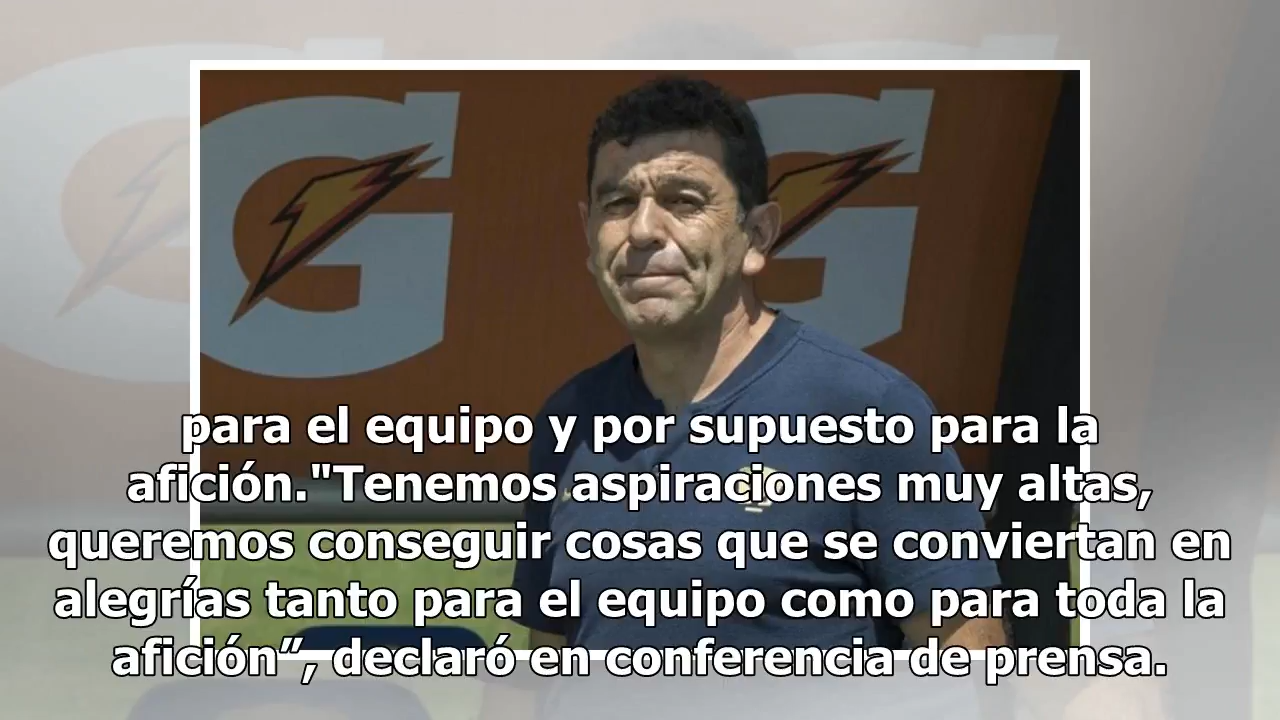 G G
para el equipo y por supuesto para la
afición."Tenemos aspiraciones muy altas,
queremos conseguir cosas que se conviertan en
alegrías tanto para el equipo como para toda la
afición”, declaró en conferencia de prensa.